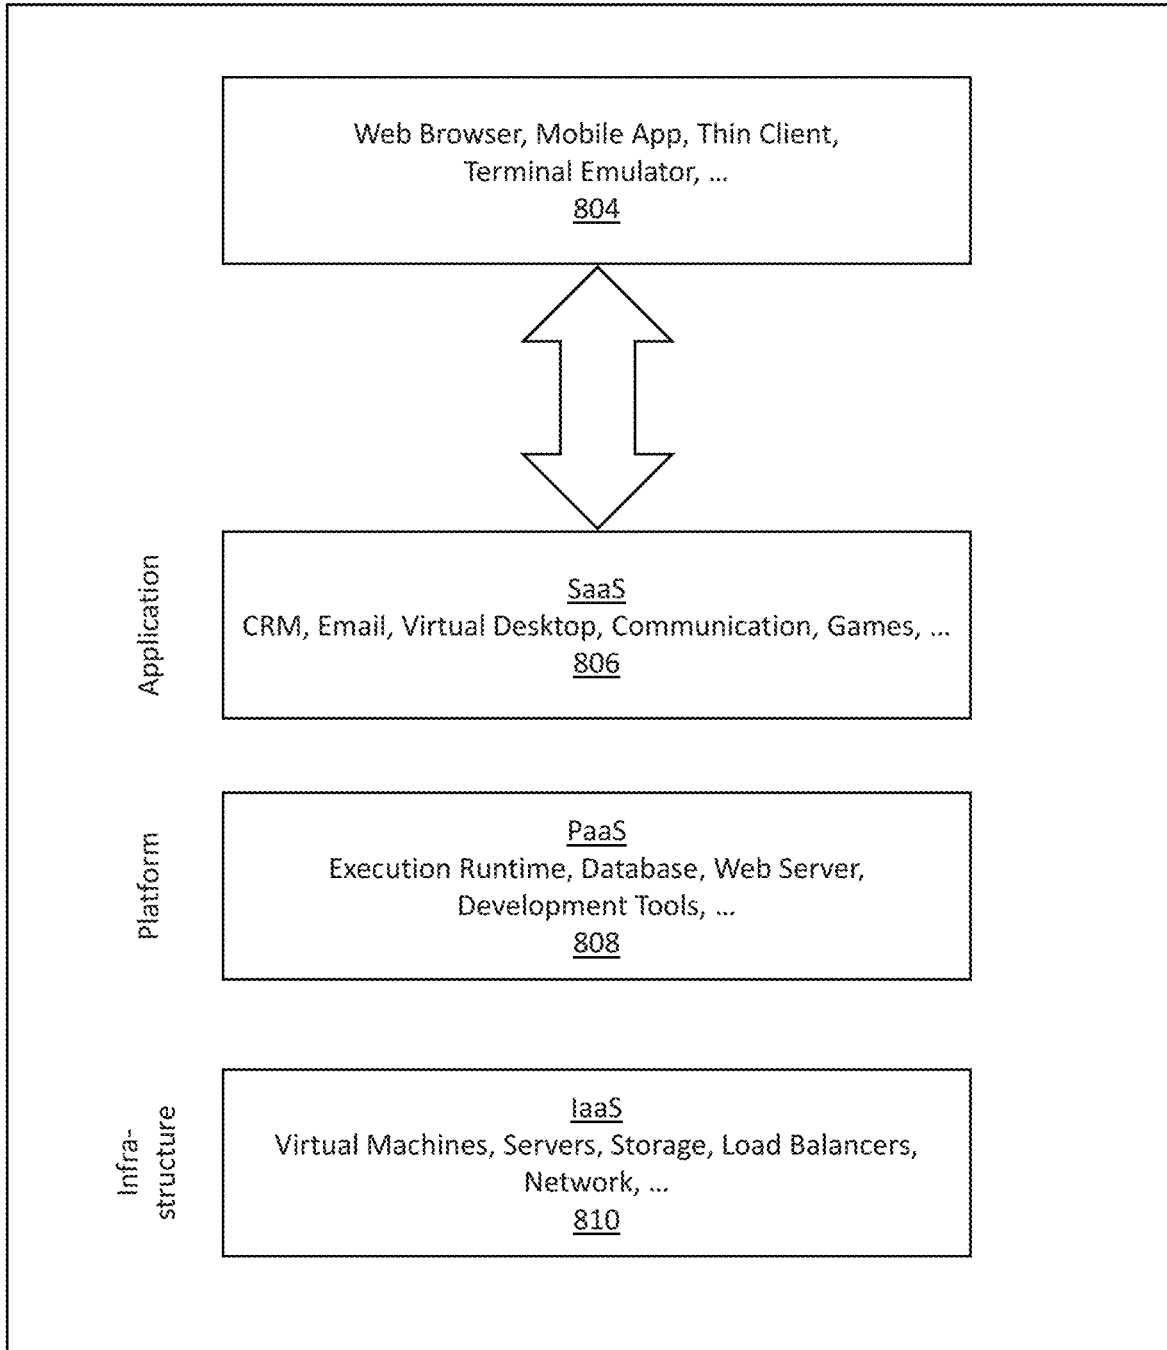 Web Browser, Mobile App, Thin Client,
Terminal Emulator, ...
804
Application
SaaS
CRM, Email, Virtual Desktop, Communication, Games, ...
806
Platform
PaaS
Execution Runtime, Database, Web Server,
Development Tools, ...
808
Infra-
structure
IaaS
Virtual Machines, Servers, Storage, Load Balancers,
Network, ...
810